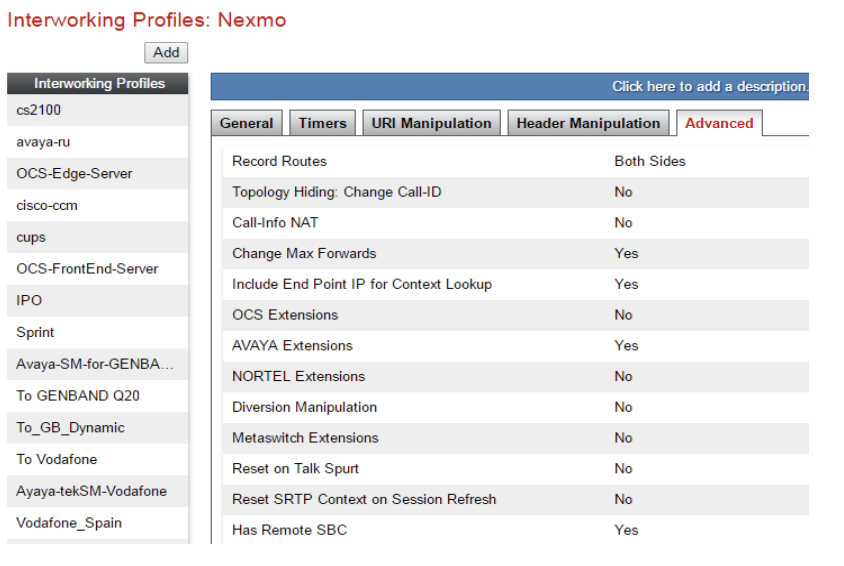 Interworking Profiles: Nexmo
Add
Interworking Profiles
cs2100
avaya-ru
OCS-Edge-Server
cisco-ccm
cups
OCS-FrontEnd-Server
IPO
Sprint
Avaya-SM-for-GENBA...
To GENBAND Q20
To_GB_Dynamic
To Vodafone
Ayaya-tekSM-Vodafone
Vodafone_Spain
Click here to add a description.
General Timers URI Manipulation Header Manipulation Advanced
Record Routes Both Sides
Topology Hiding: Change Call-ID No
Call-Info NAT No
Change Max Forwards Yes
Include End Point IP for Context Lookup Yes
OCS Extensions No
AVAYA Extensions Yes
NORTEL Extensions No
Diversion Manipulation No
Metaswitch Extensions No
Reset on Talk Spurt No
Reset SRTP Context on Session Refresh No
Has Remote SBC Yes